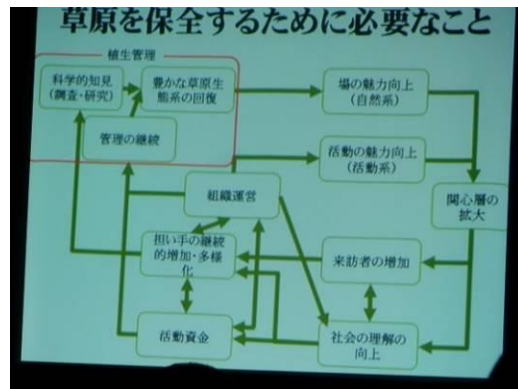 草原を保全するために必要なこと
植生管理
科学的知見
(調査・研究)
豊かな草原生
態系の回復
管理の継続
場の魅力向上
(自然系)
活動の魅力向上
(活動系)
組織運営
関心層の
拡大
担い手の継続
的増加・多様
化
来訪者の増加
活動資金
社会の理解の
向上